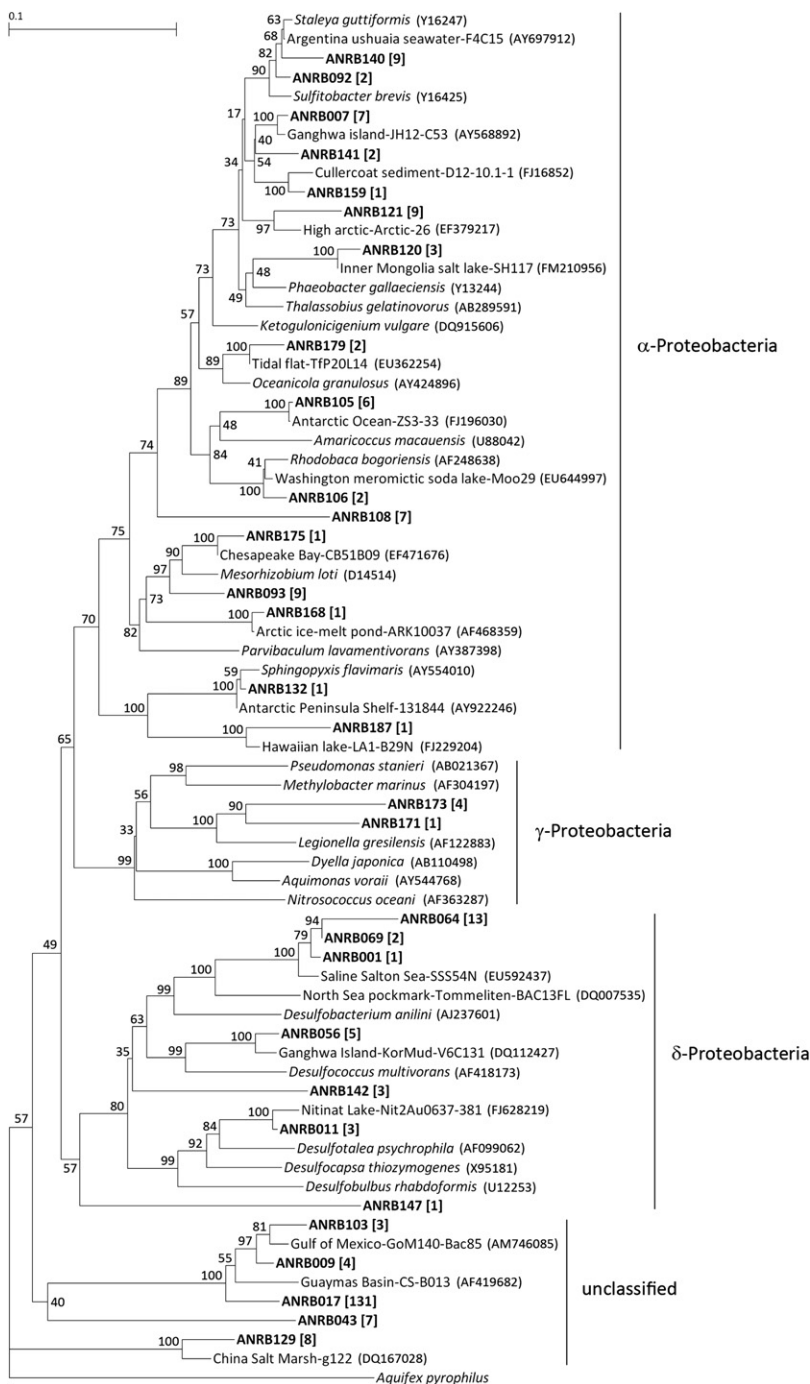 0.1
63
Staleya guttiformis (Y16247)
68
Argentina ushuaia seawater-F4C15 (AY697912)
82
ANRB140 [9]
90
ANRB092 [2]
Sulfitobacter brevis (Y16425)
17
100
ANRB007 [7]
40
Ganghwa island-JH12-C53 (AY568892)
34
54
ANRB141 [2]
Cullercoat sediment-D12-10.1-1 (FJ16852)
100
ANRB159 [1]
73
ANRB121 [9]
97
High arctic-Arctic-26 (EF379217)
100
ANRB120 [3]
73
48
Inner Mongolia salt lake-SH117 (FM210956)
Phaeobacter gallaeciensis (Y13244)
49
Thalassobius gelatinovorus (AB289591)
57
Ketogulonicigenium vulgare (DQ915606)
α-Proteobacteria
100
ANRB179 [2]
89
Tidal flat-TfP20L14 (EU362254)
89
Oceanicola granulosus (AY424896)
100
ANRB105 [6]
48
Antarctic Ocean-ZS3-33 (FJ196030)
74
Amaricoccus macauensis (U88042)
84
41
Rhodobaca bogoriensis (AF248638)
Washington meromictic soda lake-Moo29 (EU644997)
100
ANRB106 [2]
ANRB108 [7]
75
100
ANRB175 [1]
90
Chesapeake Bay-CB51B09 (EF471676)
97
Mesorhizobium loti (D14514)
73
ANRB093 [9]
70
100
ANRB168 [1]
82
Arctic ice-melt pond-ARK10037 (AF468359)
Parvibaculum lavamentivorans (AY387398)
59
Sphingopyxis flavimaris (AY554010)
100
ANRB132 [1]
100
Antarctic Peninsula Shelf-131844 (AY922246)
65
100
ANRB187 [1]
Hawaiian lake-LA1-B29N (FJ229204)
98
Pseudomonas stanieri (AB021367)
56
Methylobacter marinus (AF304197)
90
ANRB173 [4]
33
100
ANRB171 [1]
γ-Proteobacteria
Legionella gresilensis (AF122883)
99
100
Dyella japonica (AB110498)
Aquimonas voraii (AY544768)
Nitrosococcus oceani (AF363287)
94
ANRB064 [13]
79
ANRB069 [2]
49
100
ANRB001 [1]
100
Saline Salton Sea-SSS54N (EU592437)
99
North Sea pockmark-Tommeliten-BAC13FL (DQ007535)
63
Desulfobacterium anilini (AJ237601)
ANRB056 [5]
35
99
Ganghwa Island-KorMud-V6C131 (DQ112427)
δ-Proteobacteria
Desulfococcus multivorans (AF418173)
ANRB142 [3]
80
100
Nitinat Lake-Nit2Au0637-381 (FJ628219)
84
ANRB011 [3]
57
92
Desulfotalea psychrophila (AF099062)
99
Desulfocapsa thiozymogenes (X95181)
57
Desulfobulbus rhabdoformis (U12253)
ANRB147 [1]
81
ANRB103 [3]
97
Gulf of Mexico-GoM140-Bac85 (AM746085)
55
ANRB009 [4]
100
Guaymas Basin-CS-B013 (AF419682)
unclassified
ANRB017 [131]
40
ANRB043 [7]
100
ANRB129 [8]
China Salt Marsh-g122 (DQ167028)
Aquifex pyrophilus